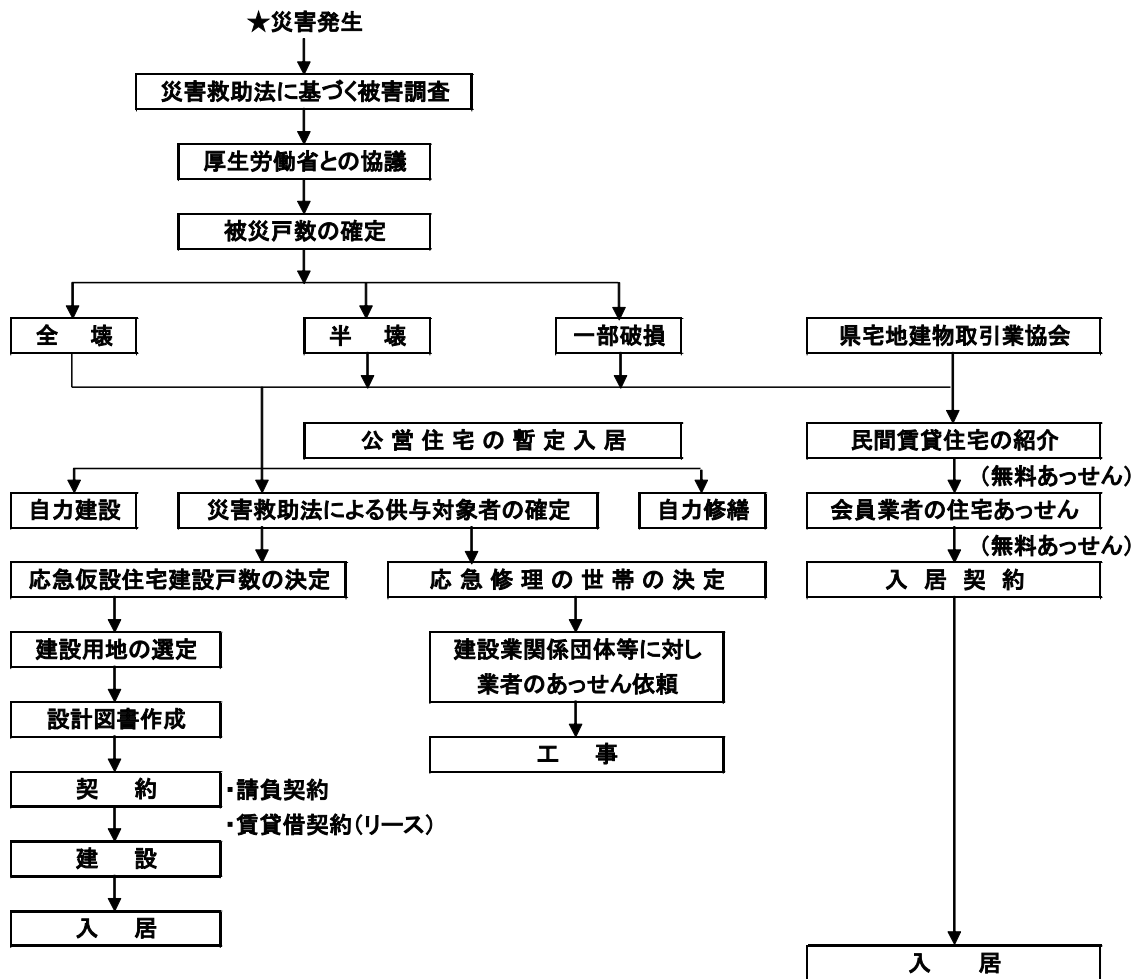 ★災害発生
災害救助法に基づく被害調査
厚生労働省との協議
被災戸数の確定
全　壊
半　壊
一部破損
県宅地建物取引業協会
公営住宅の暫定入居
民間賃貸住宅の紹介
(無料あっせん)
自力建設
災害救助法による供与対象者の確定
自力修繕
会員業者の住宅あっせん
(無料あっせん)
応急仮設住宅建設戸数の決定
応急修理の世帯の決定
入居契約
建設用地の選定
建設業関係団体等に対し
業者のあっせん依頼
設計図書作成
工　事
契　約
・請負契約
・賃貸借契約(リース)
建　設
入　居
入　居